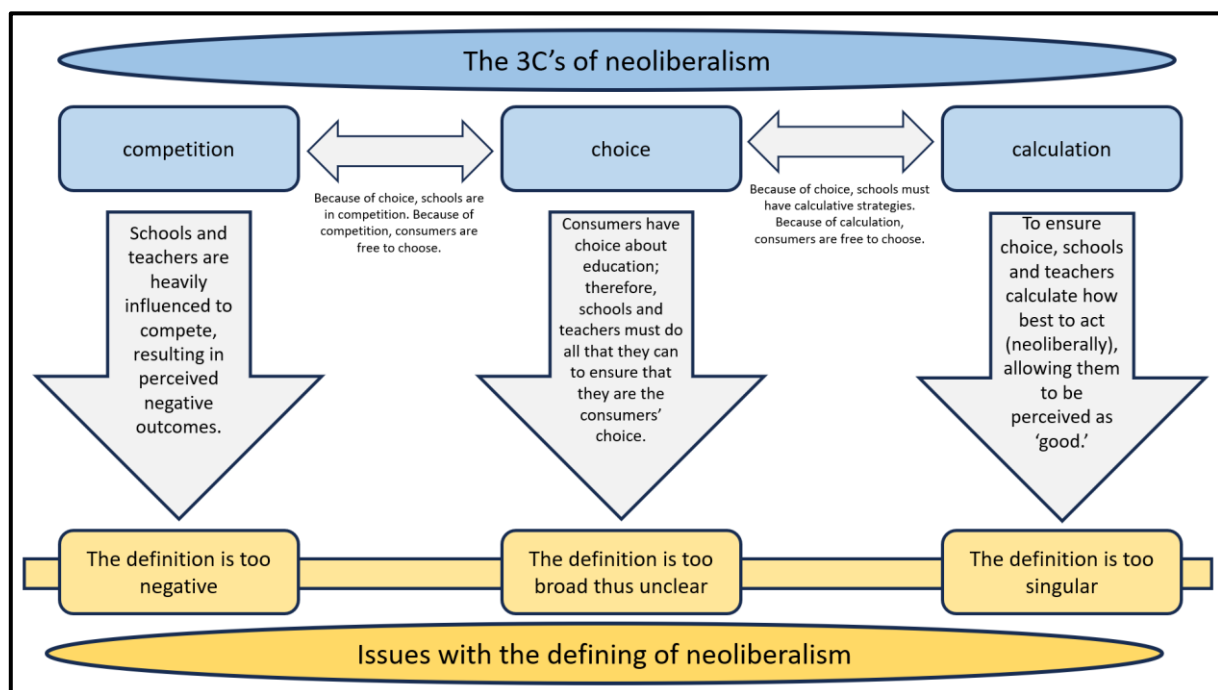 The 3C's of neoliberalism
competition
choice
calculation
Because of choice, schools are
in competition. Because of
competition, consumers are
free to choose.
Because of choice, schools must
have calculative strategies.
Because of calculation,
consumers are free to choose.
Schools and
teachers are
heavily
influenced to
compete,
resulting in
perceived
negative
outcomes.
Consumers have
choice about
education;
therefore,
schools and
teachers must do
all that they can
to ensure that
they are the
consumers'
choice.
To ensure
choice, schools
and teachers
calculate how
best to act
(neoliberally),
allowing them
to be
perceived as
‘good.’
The definition is too
negative
The definition is too
broad thus unclear
The definition is too
singular
Issues with the defining of neoliberalism